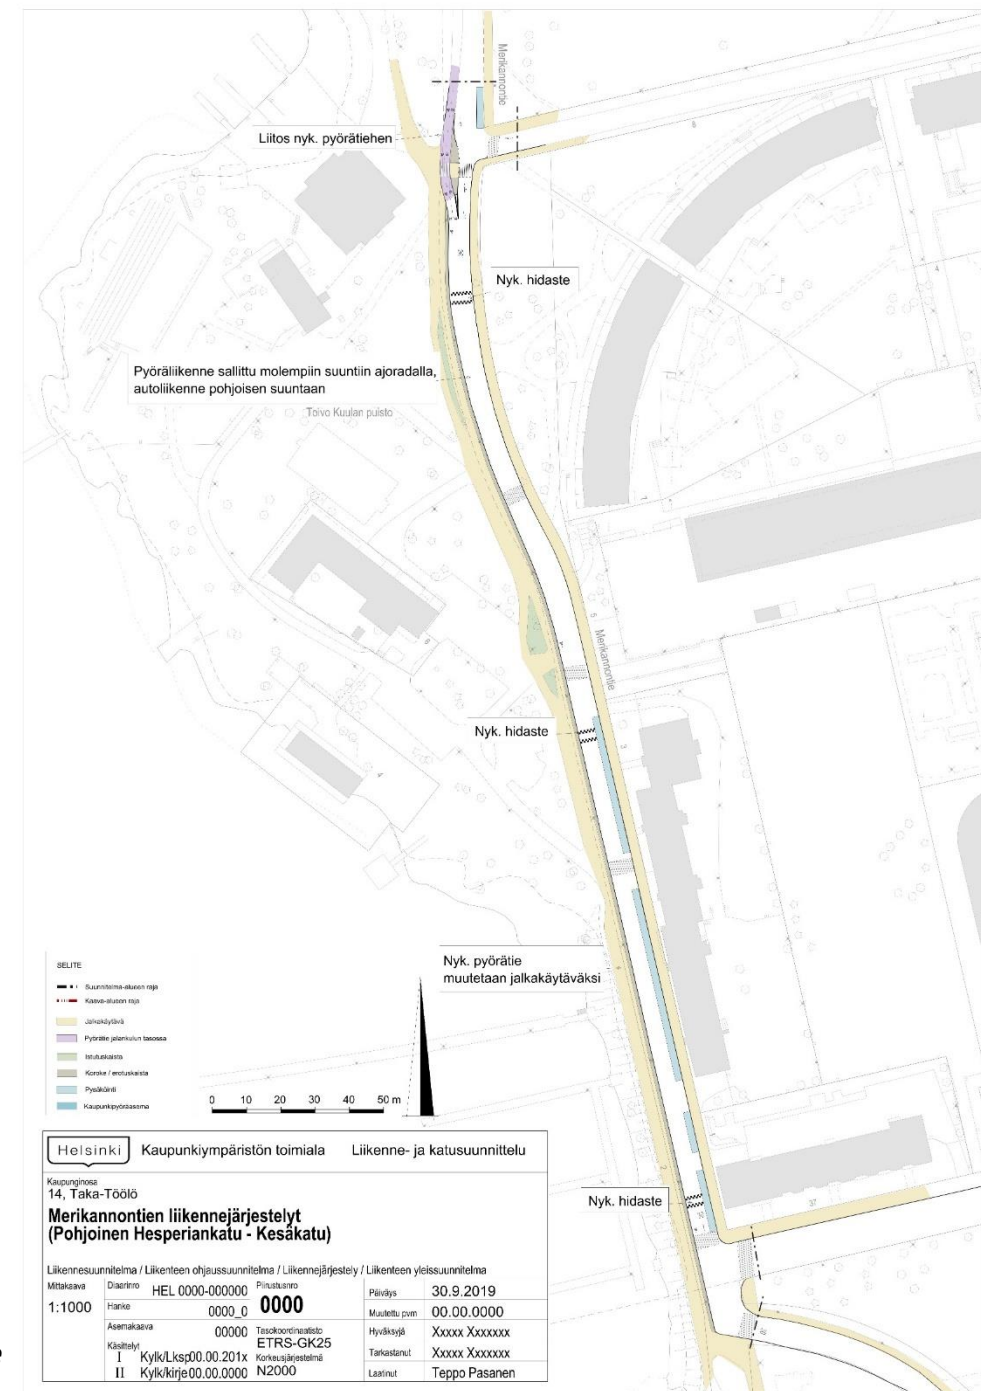 Merikannontie
Liitos nyk. pyörätiehen
Nyk. hidaste
Pyöräliikenne sallittu molempiin suuntiin ajoradalla,
autoliikenne pohjoisen suuntaan
Toivo Kuulan puisto
Merikannontie
Nyk. hidaste
Nyk. pyörätie
muutetaan jalkakäytäväksi
SELITE
Suunnitelma-alueen raja
Kaava-alueen raja
Jalkakäytävä
Pyörätie jalankulun tasossa
Istutuskaista
Koroke / erotuskaista
Pysäköinti
Kaupunkipyöräasema
0 10 20 30 40 50 m
Nyk. hidaste
Helsinki Kaupunkiympäristön toimiala Liikenne- ja katusuunnittelu
Kaupunginosa
14, Taka-Töölö
Merikannontien liikennejärjestelyt
(Pohjoinen Hesperiankatu - Kesäkatu)
Liikennesuunnitelma / Liikenteen ohjaussuunnitelma / Liikennejärjestely / Liikenteen yleissuunnitelma
Mittakaava
1:1000
Diaarinro HEL 0000-000000
Hanke 0000_0
Asemakaava 00000
Käsittelyt
I Kylk/Lksp00.00.201x
II Kylk/kirje00.00.0000
Piirustusnro
0000
Tasokoordinaatisto
ETRS-GK25
Korkeusjärjestelmä
N2000
Päiväys 30.9.2019
Muutettu pvm 00.00.0000
Hyväksyjä Xxxxx Xxxxxxx
Tarkastanut Xxxxx Xxxxxxx
Laatinut Teppo Pasanen